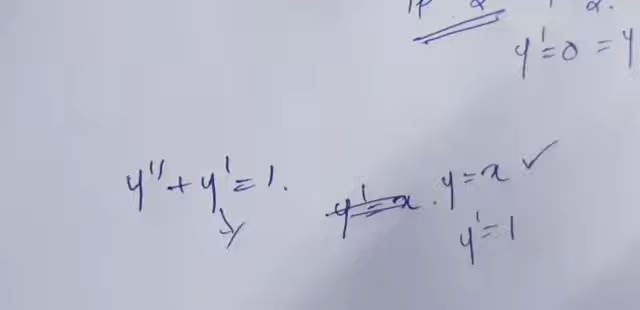 y' = 0 = y
y'' + y' = 1. y = x ✓
y' = 1